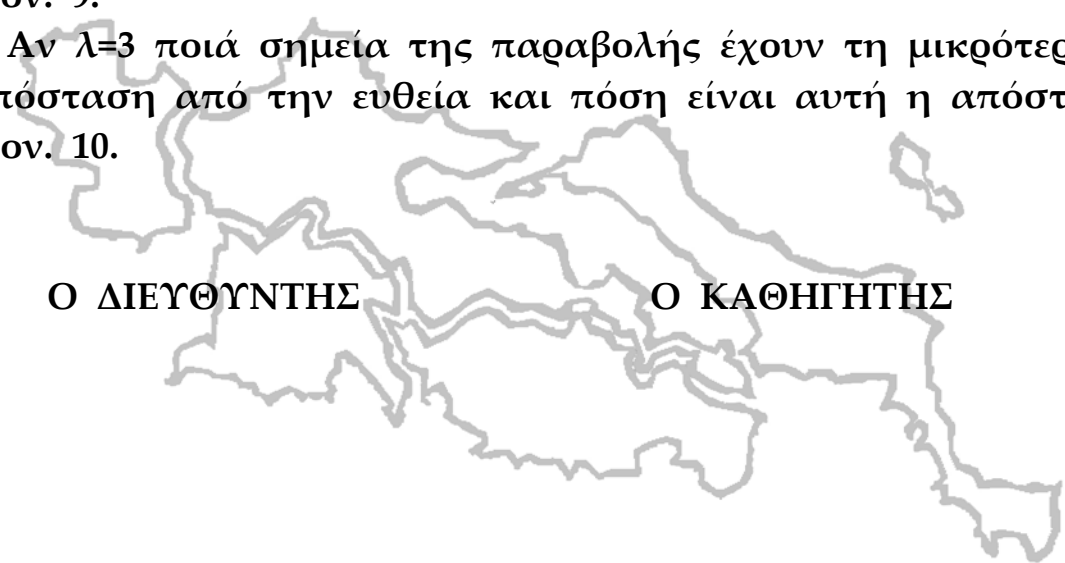 ον. 9.
Αν λ=3 ποιά σημεία της παραβολής έχουν τη μικρότερ
πόσταση από την ευθεία και πόση είναι αυτή η απόστ
ον. 10.
Ο ΔΙΕΥΘΥΝΤΗΣ Ο ΚΑΘΗΓΗΤΗΣ